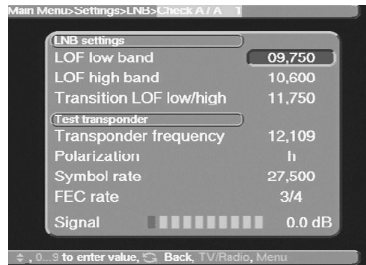 Main Menu>Settings>LNB>Check A / A 1
LNB settings
LOF low band 09,750
LOF high band 10,600
Transition LOF low/high 11,750
Test transponder
Transponder frequency 12,109
Polarization h
Symbol rate 27,500
FEC rate 3/4
Signal 0.0 dB
, 0...9 to enter value, Back, TV/Radio, Menu